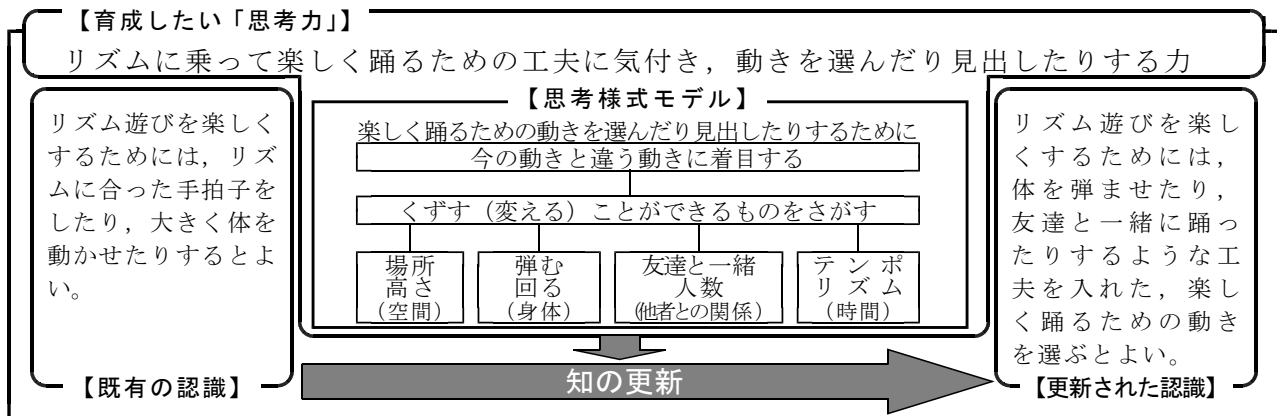 【育成したい「思考力」】
リズムに乗って楽しく踊るための工夫に気付き，動きを選んだり見出したりする力
リズム遊びを楽しく
するためには，リズ
ムに合った手拍子を
したり，大きく体を
動かせたりするとよ
い。
【既有の認識】
【思考様式モデル】
楽しく踊るための動きを選んだり見出したりするために
今の動きと違う動きに着目する
くずす（変える）ことができるものをさがす
場所
高さ
（空間）
弾む
回る
（身体）
友達と一緒
人数
（他者との関係）
テンポ
リズム
（時間）
知の更新
リズム遊びを楽し
くするためには，
体を弾ませたり，
友達と一緒に踊っ
たりするような工
夫を入れた，楽し
く踊るための動き
を選ぶとよい。
【更新された認識】